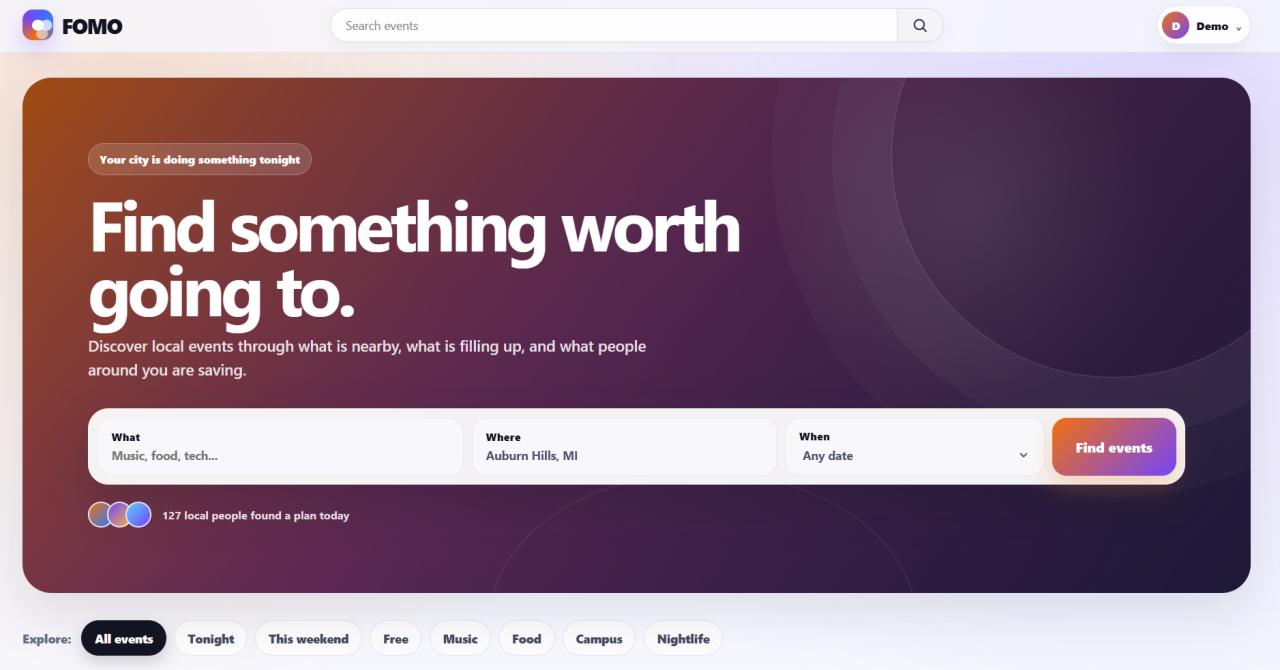 FOMO
Search events
D
Demo
Your city is doing something tonight
Find something worth
going to.
Discover local events through what is nearby, what is filling up, and what people
around you are saving.
What
Music, food, tech...
Where
Auburn Hills, MI
When
Any date
Find events
127 local people found a plan today
Explore:
All events
Tonight
This weekend
Free
Music
Food
Campus
Nightlife